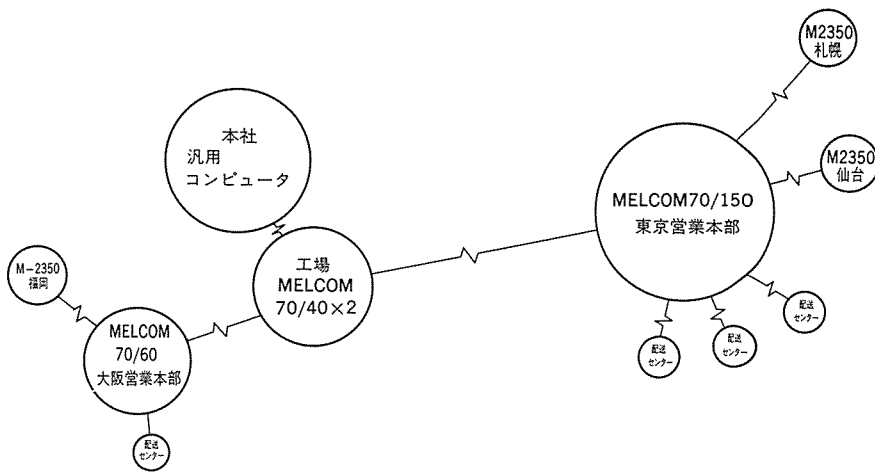 M2350
札幌
本社
汎用
コンピュータ
M2350
仙台
MELCOM70/150
東京営業本部
工場
MELCOM
70/40×2
M-2350
福岡
MELCOM
70/60
大阪営業本部
配送
センター
配送
センター
配送
センター
配送
センター